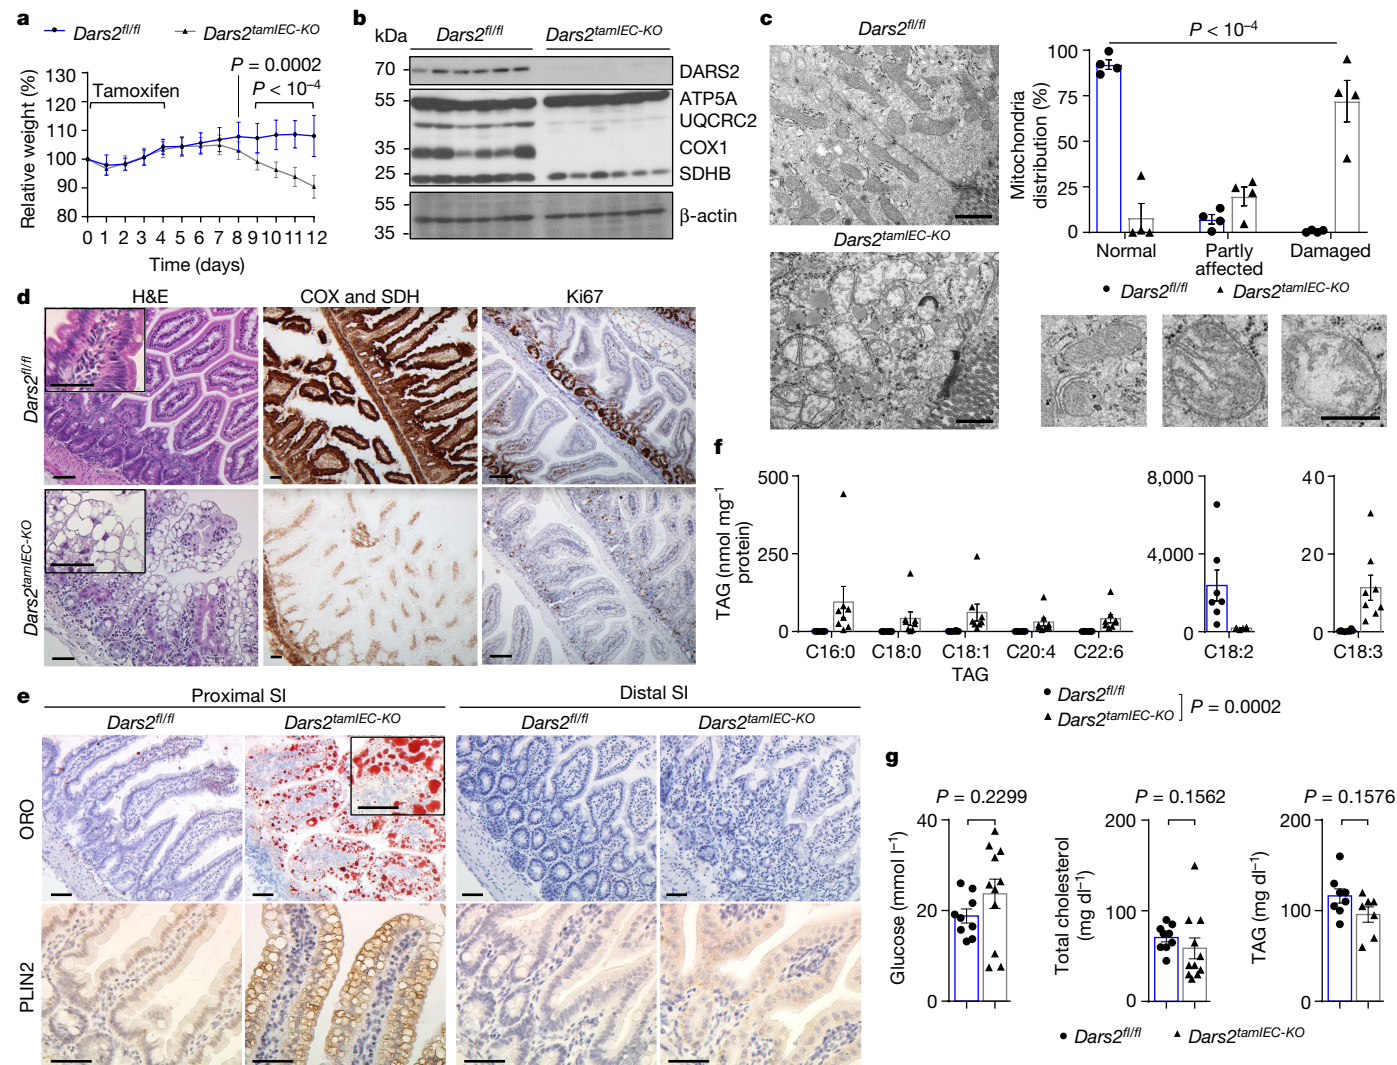 a
Dars2fl/fl
Dars2tamIEC-KO
P = 0.0002
P < 10–4
Tamoxifen
Relative weight (%)
130
120
110
100
90
80
0 1 2 3 4 5 6 7 8 9 10 11 12
Time (days)
b
kDa
Dars2fl/fl
Dars2tamIEC-KO
70
DARS2
55
ATP5A
UQCRC2
35
COX1
25
SDHB
55
β-actin
35
c
Dars2fl/fl
Dars2tamIEC-KO
P < 10–4
Mitochondria
distribution (%)
100
75
50
25
0
Normal
Partly
affected
Damaged
Dars2fl/fl
Dars2tamIEC-KO
d
H&E
COX and SDH
Ki67
Dars2fl/fl
Dars2tamIEC-KO
e
Proximal SI
Distal SI
Dars2fl/fl
Dars2tamIEC-KO
Dars2fl/fl
Dars2tamIEC-KO
ORO
PLIN2
f
TAG (nmol mg–1
protein)
500
250
0
C16:0 C18:0 C18:1 C20:4 C22:6
TAG
8,000
4,000
0
C18:2
40
20
0
C18:3
Dars2fl/fl
Dars2tamIEC-KO
P = 0.0002
g
P = 0.2299
Glucose (mmol l–1)
40
20
0
P = 0.1562
Total cholesterol
(mg dl–1)
200
100
0
P = 0.1576
TAG (mg dl–1)
200
100
0
Dars2fl/fl
Dars2tamIEC-KO